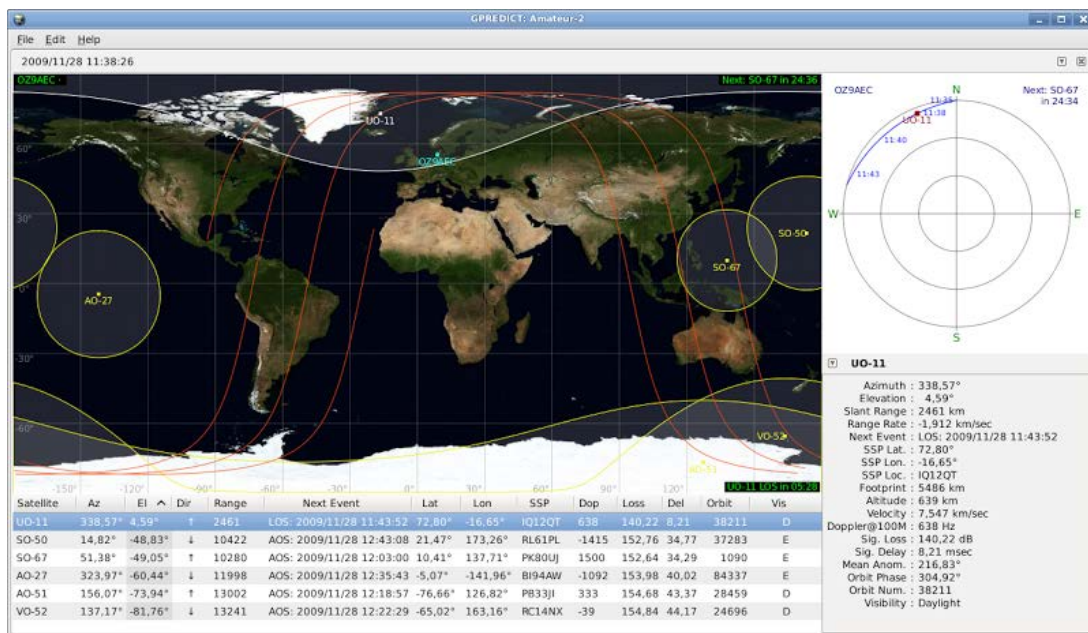 GPREDICT: Amateur-2
File Edit Help
2009/11/28 11:38:26
OZ9AEC
Next: SO-67 in 24:36
UO-11
60°
OZ9AEC
30°
SO-50
SO-67
0°
AO-27
-30°
-60°
VO-52
AO-51
-150° -120° -90° -60° -30° 0° 30° 60° 90° 120°
UO-11 LOS in 05:28
OZ9AEC
N
Next: SO-67
in 24:34
11:35
11:38
UO-11
11:40
11:43
W
E
S
UO-11
Azimuth : 338,57°
Elevation : 4,59°
Slant Range : 2461 km
Range Rate : -1,912 km/sec
Next Event : LOS: 2009/11/28 11:43:52
SSP Lat. : 72,80°
SSP Lon. : -16,65°
SSP Loc. : IQ12QT
Footprint : 5486 km
Altitude : 639 km
Velocity : 7,547 km/sec
Doppler@100M : 638 Hz
Sig. Loss : 140,22 dB
Sig. Delay : 8,21 msec
Mean Anom. : 216,83°
Orbit Phase : 304,92°
Orbit Num. : 38211
Visibility : Daylight
Satellite Az El Dir Range Next Event Lat Lon SSP Dop Loss Del Orbit Vis
UO-11 338,57° 4,59° ↑ 2461 LOS: 2009/11/28 11:43:52 72,80° -16,65° IQ12QT 638 140,22 8,21 38211 D
SO-50 14,82° -48,83° ↓ 10422 AOS: 2009/11/28 12:43:08 21,47° 173,26° RL61PL -1415 152,76 34,77 37283 E
SO-67 51,38° -49,05° ↑ 10280 AOS: 2009/11/28 12:03:00 10,41° 137,71° PK80UJ 1500 152,64 34,29 1090 E
AO-27 323,97° -60,44° ↓ 11998 AOS: 2009/11/28 12:35:43 -5,07° -141,96° BI94AW -1092 153,98 40,02 84337 E
AO-51 156,07° -73,94° ↑ 13002 AOS: 2009/11/28 12:18:57 -76,66° 126,82° PB33JI 333 154,68 43,37 28459 D
VO-52 137,17° -81,76° ↓ 13241 AOS: 2009/11/28 12:22:29 -65,02° 163,16° RC14NX -39 154,84 44,17 24696 D